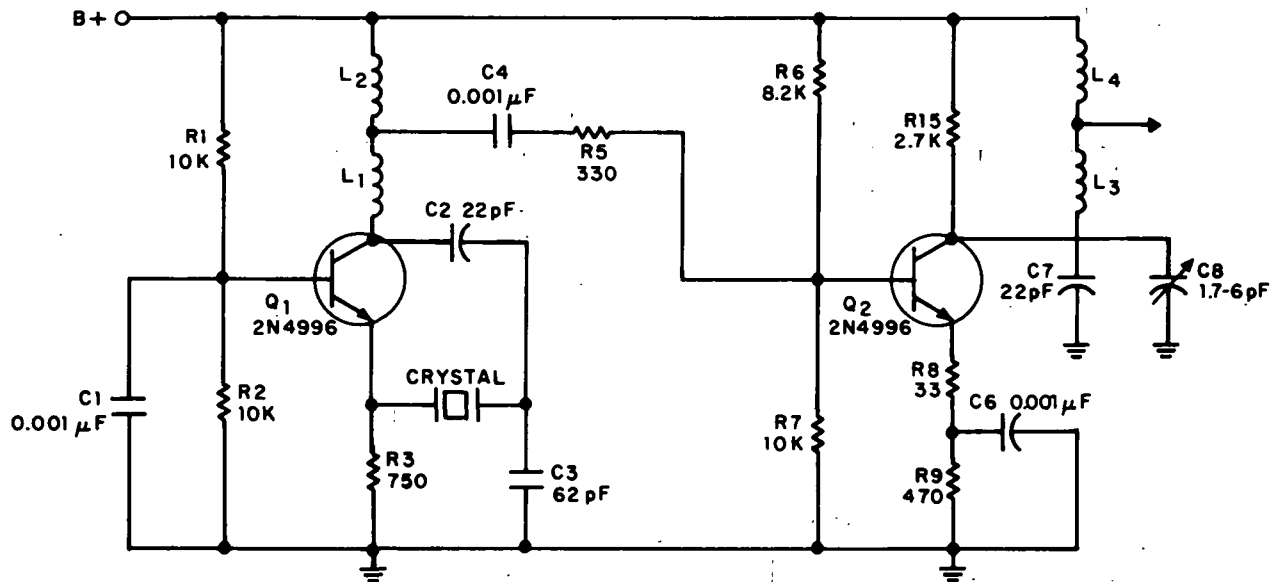 B+
R1
10K
L2
L1
C4
0.001 µF
R5
330
C2 22pF
Q1
2N4996
C1
0.001 µF
R2
10K
CRYSTAL
R3
750
C3
62 pF
R6
8.2K
R7
10K
R15
2.7K
L4
L3
Q2
2N4996
C7
22pF
C8
1.7-6pF
R8
33
C6 0.001 µF
R9
470